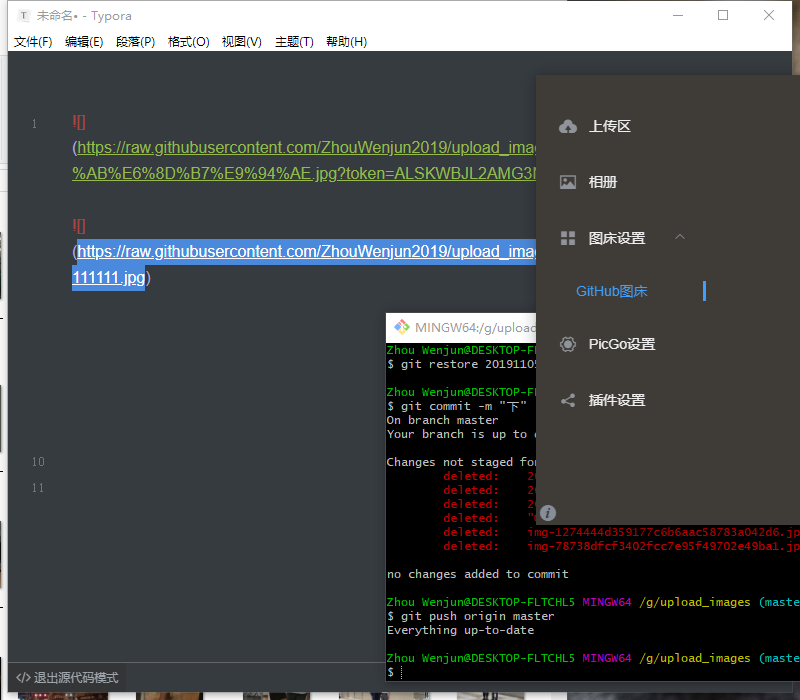 未命名• - Typora
文件(F) 编辑(E) 段落(P) 格式(O) 视图(V) 主题(T) 帮助(H)
1
![]
(https://raw.githubusercontent.com/ZhouWenjun2019/upload_ima
%AB%E6%8D%B7%E9%94%AE.jpg?token=ALSKWBJL2AMG3
![]
(https://raw.githubusercontent.com/ZhouWenjun2019/upload_ima
111111.jpg)
10
11
退出源代码模式
上传区
相册
图床设置
GitHub图床
PicGo设置
插件设置
MINGW64:/g/upload
Zhou Wenjun@DESKTOP-FL
$ git restore 2019110
Zhou Wenjun@DESKTOP-FL
$ git commit -m "下"
On branch master
Your branch is up to
Changes not staged for
deleted: 2
deleted: 2
deleted: 2
deleted: "
deleted: img-1274444d359177c6b6aac58783a042d6.jp
deleted: img-78738dfcf3402fcc7e95f49702e49ba1.jp
no changes added to commit
Zhou Wenjun@DESKTOP-FLTCHL5 MINGW64 /g/upload_images (maste
$ git push origin master
Everything up-to-date
Zhou Wenjun@DESKTOP-FLTCHL5 MINGW64 /g/upload_images (maste
$